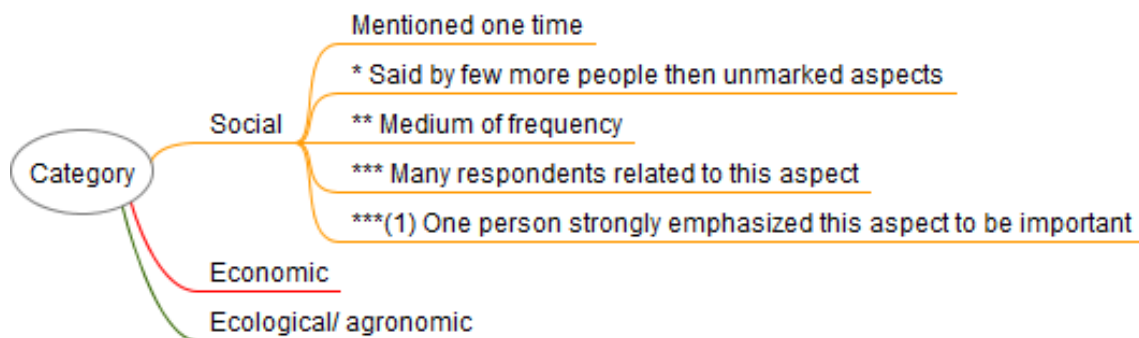 Mentioned one time
* Said by few more people then unmarked aspects
Social
** Medium of frequency
Category
*** Many respondents related to this aspect
***(1) One person strongly emphasized this aspect to be important
Economic
Ecological/ agronomic